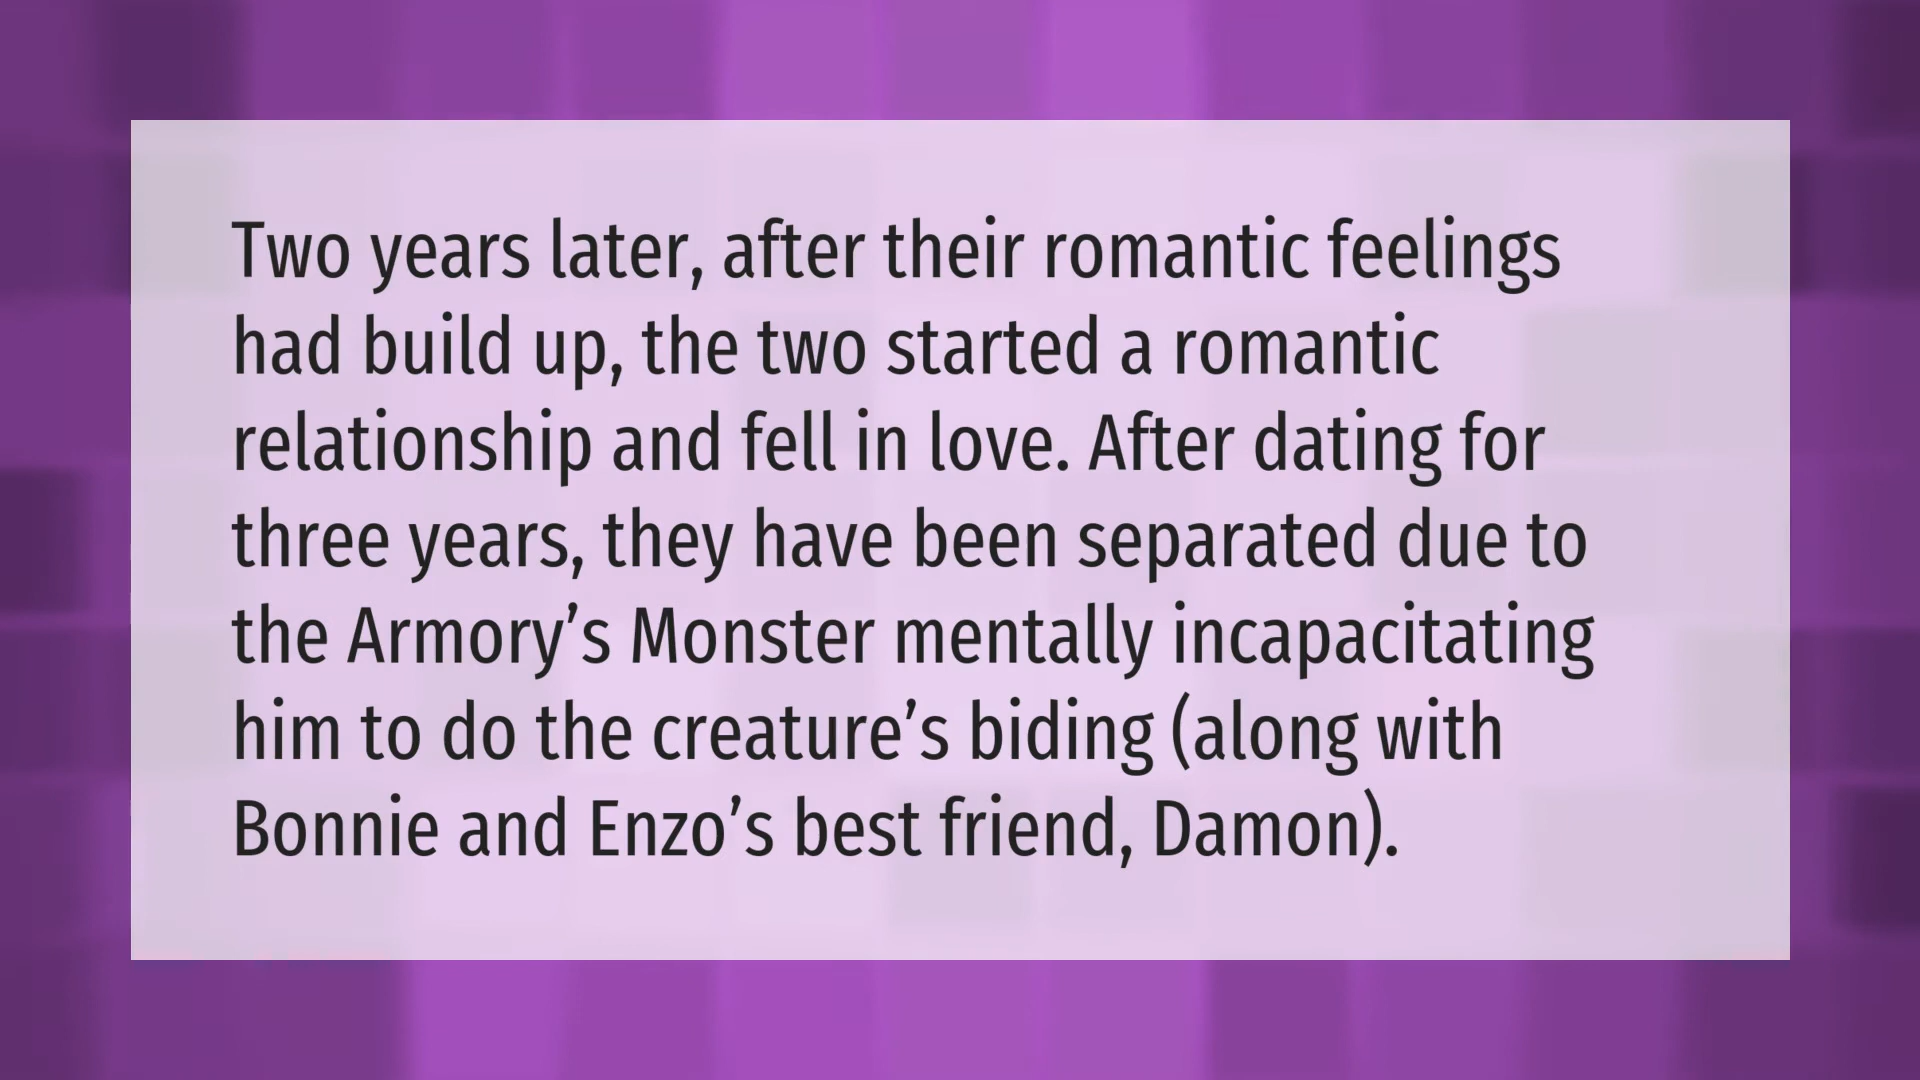 Two years later, after their romantic feelings
had build up, the two started a romantic
relationship and fell in love. After dating for
three years, they have been separated due to
the Armory’s Monster mentally incapacitating
him to do the creature’s biding (along with
Bonnie and Enzo’s best friend, Damon).